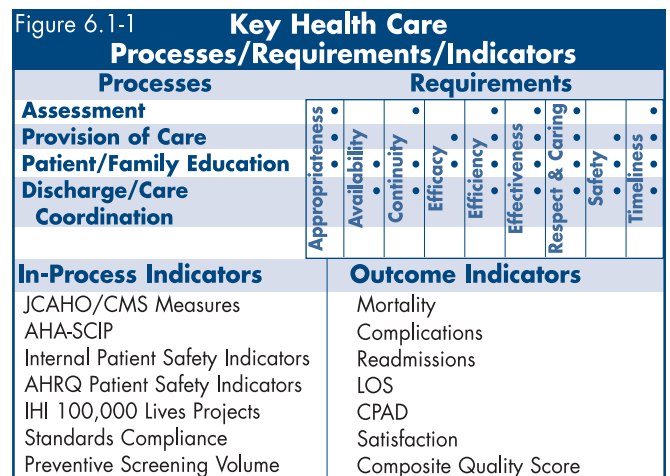 Figure 6.1-1
Key Health Care
Processes/Requirements/Indicators
Processes
Requirements
Assessment
Provision of Care
Patient/Family Education
Discharge/Care
Coordination
Appropriateness
Availability
Continuity
Efficacy
Efficiency
Effectiveness
Respect & Caring
Safety
Timeliness
In-Process Indicators
JCAHO/CMS Measures
AHA-SCIP
Internal Patient Safety Indicators
AHRQ Patient Safety Indicators
IHI 100,000 Lives Projects
Standards Compliance
Preventive Screening Volume
Outcome Indicators
Mortality
Complications
Readmissions
LOS
CPAD
Satisfaction
Composite Quality Score